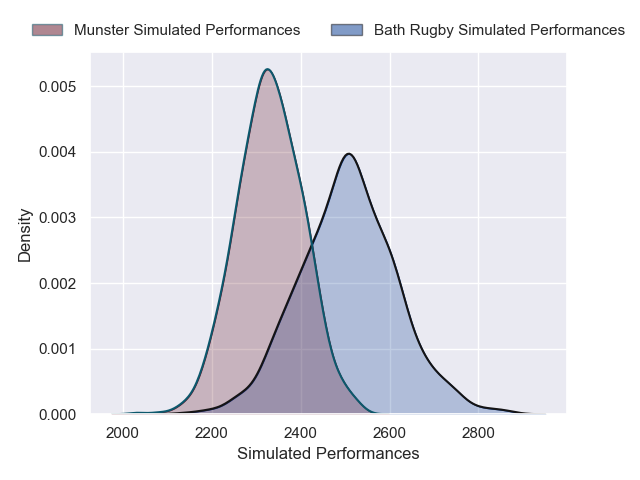 Munster Simulated Performances Bath Rugby Simulated Performances
0.005
0.004
0.003
0.002
0.001
0.000
Density
2000 2200 2400 2600 2800
Simulated Performances